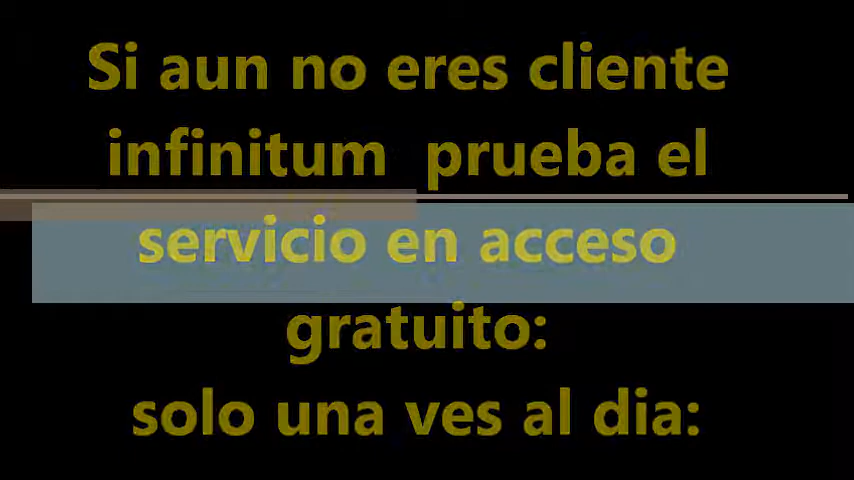 Si aun no eres cliente
infinitum prueba el
servicio en acceso
gratuito:
solo una ves al dia: